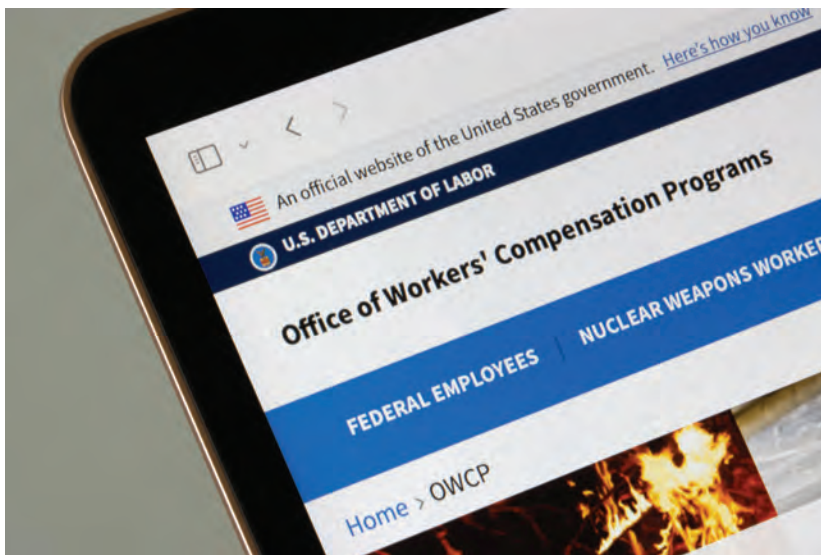 An official website of the United States government. Here's how you know
U.S. DEPARTMENT OF LABOR
Office of Workers' Compensation Programs
FEDERAL EMPLOYEES | NUCLEAR WEAPONS WORKER
Home > OWCP